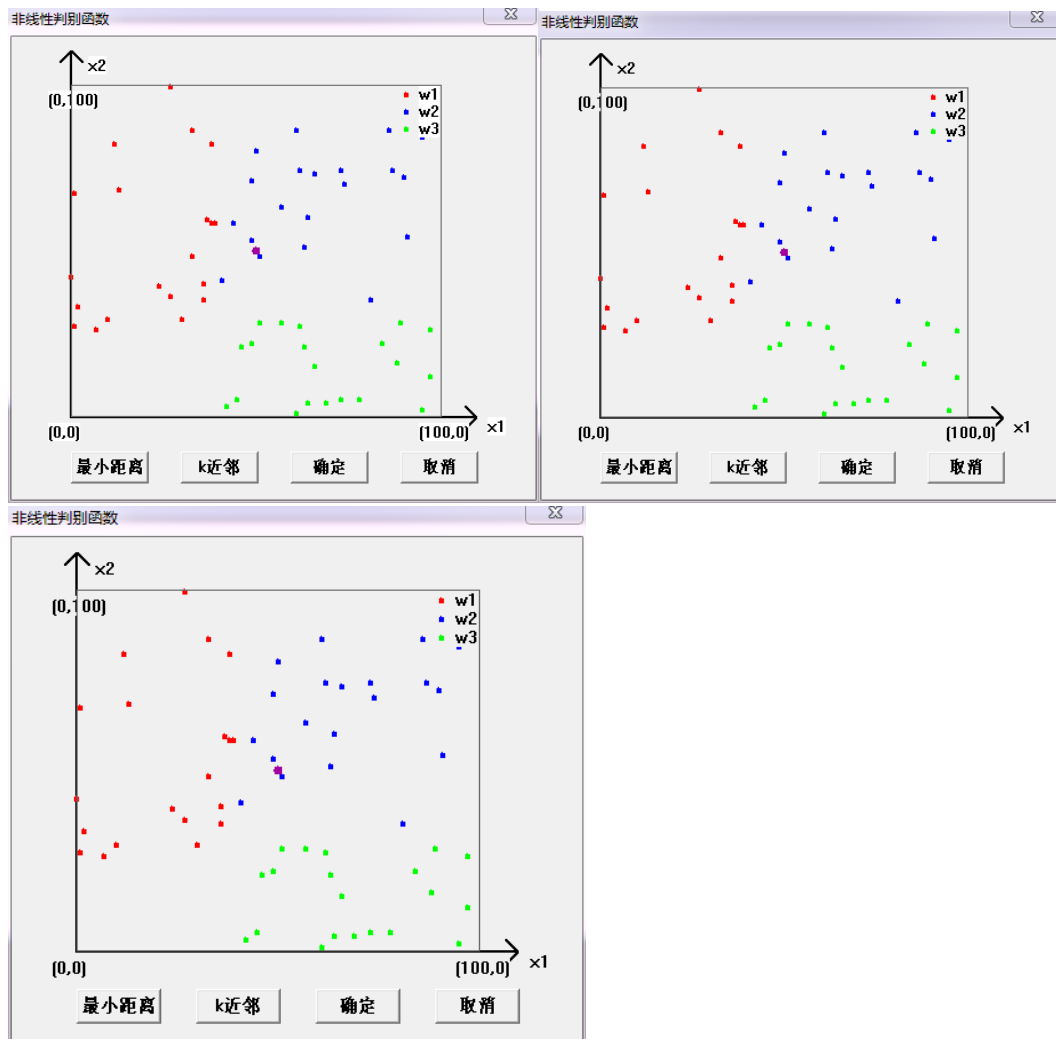 非线性判别函数
x2
(0,100)
w1
w2
w3
(0,0)
(100,0)
x1
最小距离
k近邻
确定
取消
非线性判别函数
x2
(0,100)
w1
w2
w3
(0,0)
(100,0)
x1
最小距离
k近邻
确定
取消
非线性判别函数
x2
(0,100)
w1
w2
w3
(0,0)
(100,0)
x1
最小距离
k近邻
确定
取消